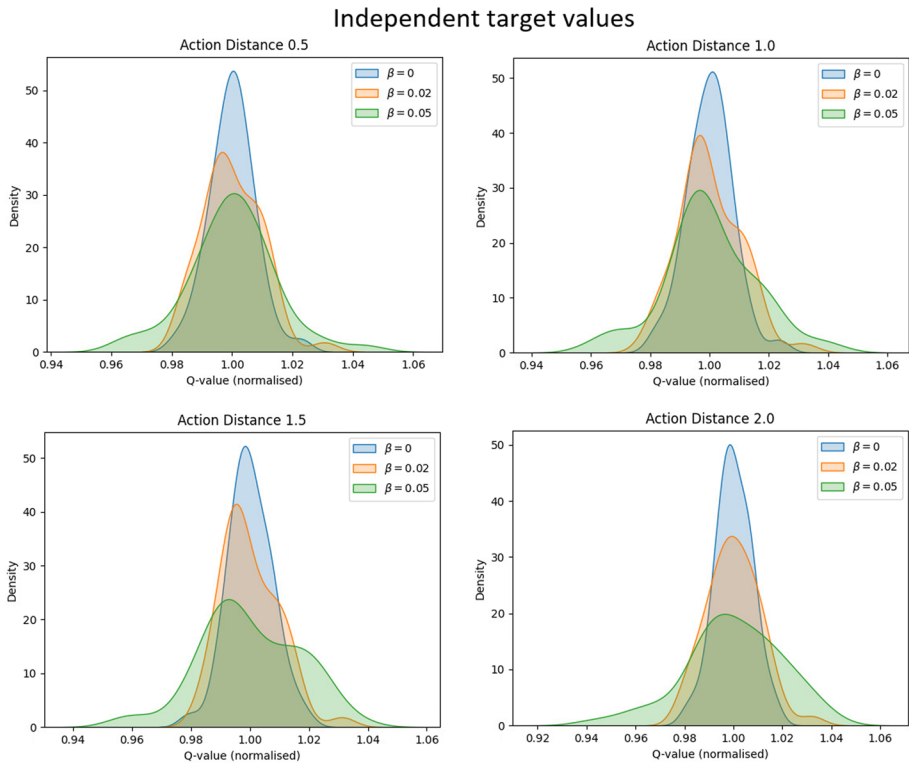 Independent target values
Action Distance 0.5
β = 0
β = 0.02
β = 0.05
Density
50
40
30
20
10
0
0.94 0.96 0.98 1.00 1.02 1.04 1.06
Q-value (normalised)
Action Distance 1.0
β = 0
β = 0.02
β = 0.05
Density
50
40
30
20
10
0
0.94 0.96 0.98 1.00 1.02 1.04 1.06
Q-value (normalised)
Action Distance 1.5
β = 0
β = 0.02
β = 0.05
Density
50
40
30
20
10
0
0.94 0.96 0.98 1.00 1.02 1.04 1.06
Q-value (normalised)
Action Distance 2.0
β = 0
β = 0.02
β = 0.05
Density
50
40
30
20
10
0
0.92 0.94 0.96 0.98 1.00 1.02 1.04 1.06
Q-value (normalised)